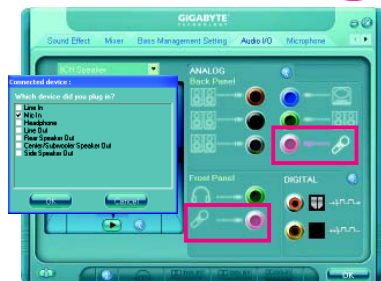 GIGABYTE
TECHNOLOGY
Sound Effect Mixer Bass Management Setting Audio I/O Microphone
8CH Speaker
ANALOG
Back Panel
Connected device :
Which device did you plug in?
Line In
Mic In
Headphone
Line Out
Rear Speaker Out
Center/Subwoofer Speaker Out
Side Speaker Out
OK Cancel
Front Panel
DIGITAL
OK